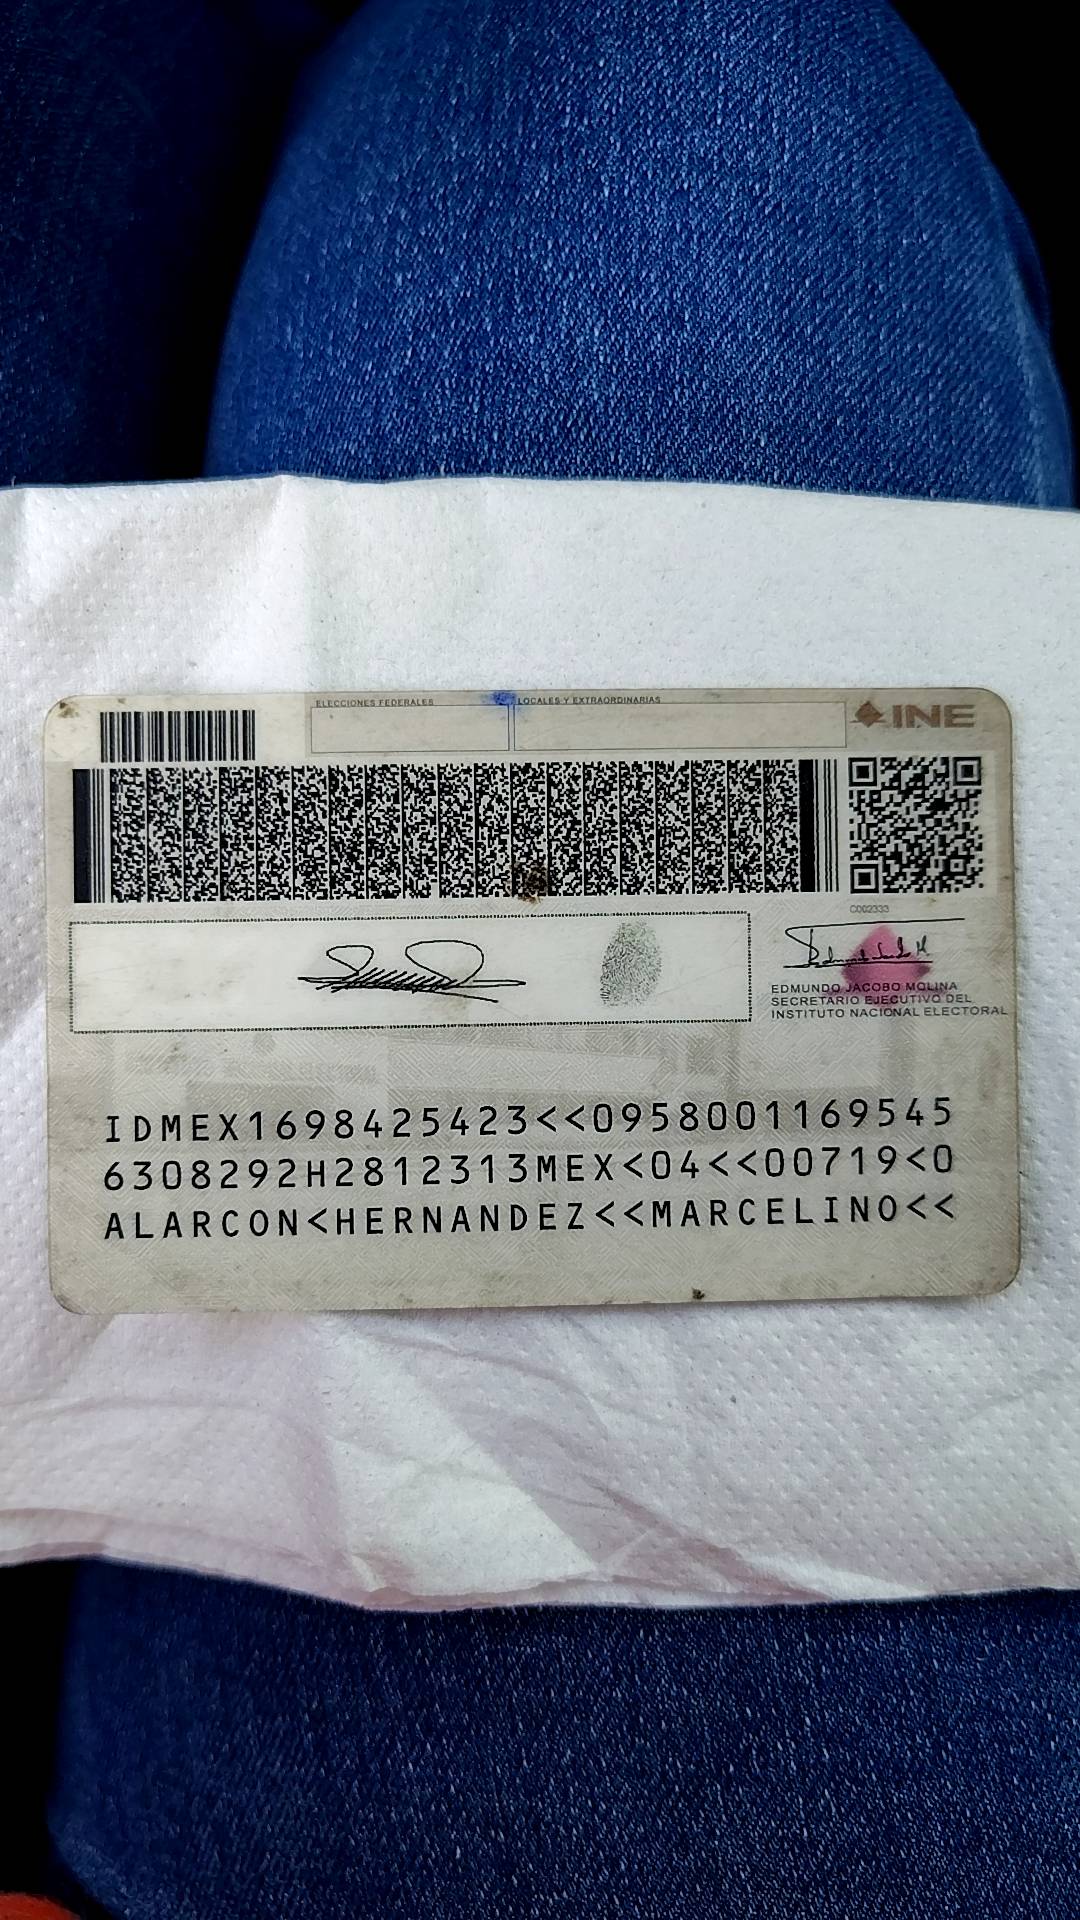 ELECCIONES FEDERALES
LOCALES Y EXTRAORDINARIAS
INE
C002333
EDMUNDO JACOBO MOLINA
SECRETARIO EJECUTIVO DEL
INSTITUTO NACIONAL ELECTORAL
IDMEX1698425423<<0958001169545
6308292H2812313MEX<04<<00719<0
ALARCON<HERNANDEZ<<MARCELINO<<